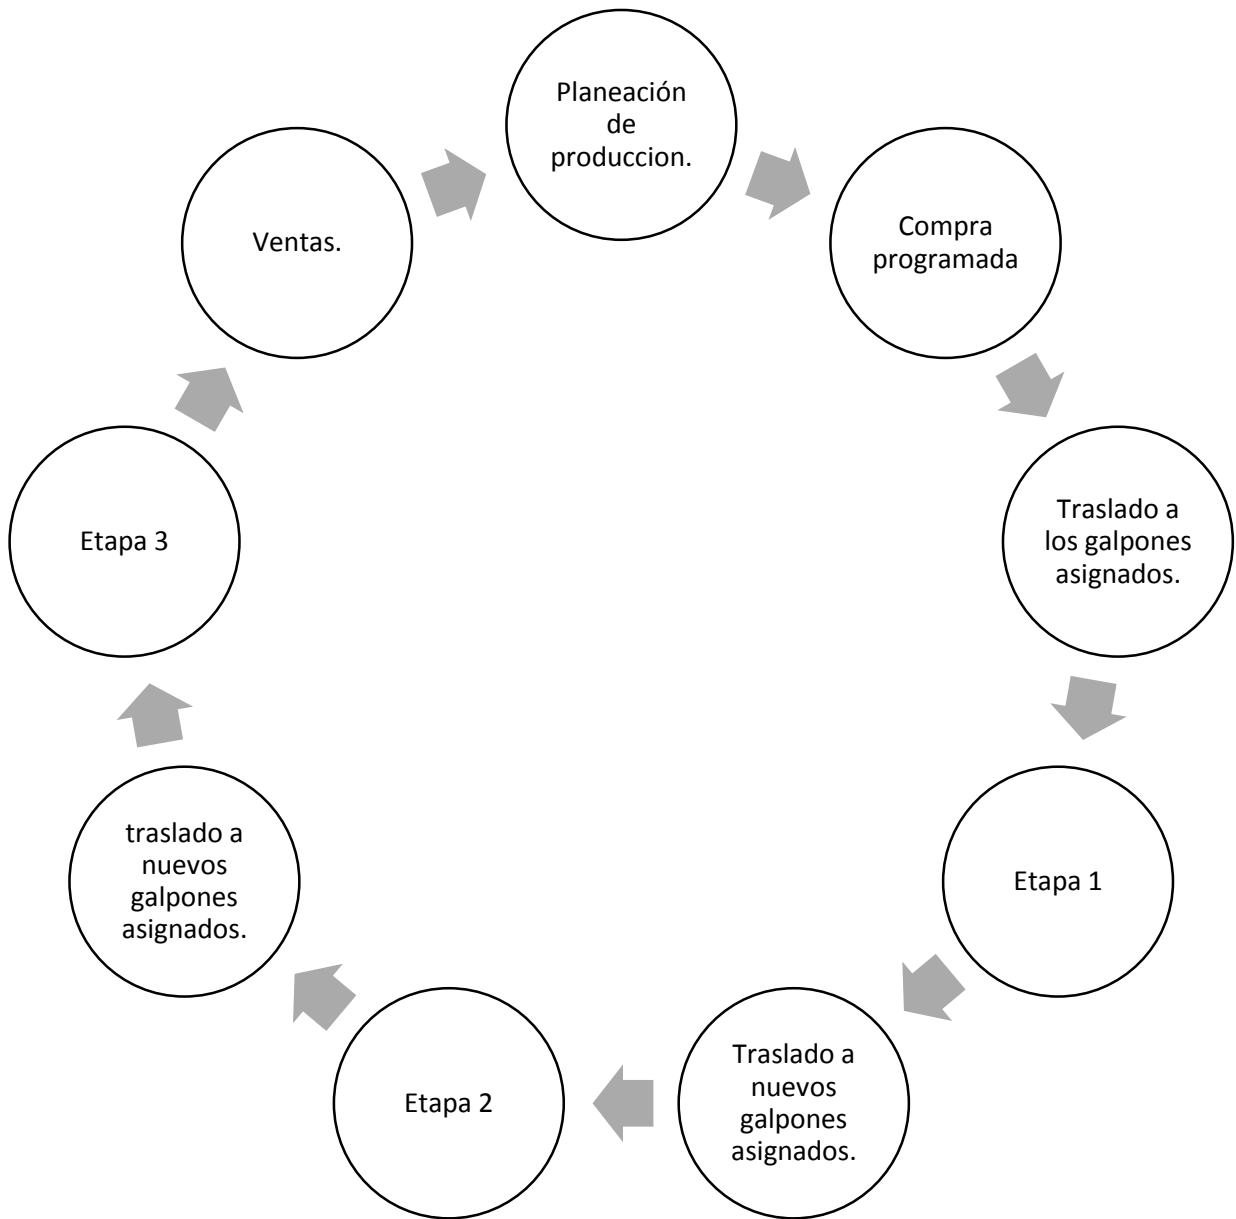 Planeación
de
produccion.
Compra
programada
Traslado a
los galpones
asignados.
Etapa 1
Traslado a
nuevos
galpones
asignados.
Etapa 2
traslado a
nuevos
galpones
asignados.
Etapa 3
Ventas.